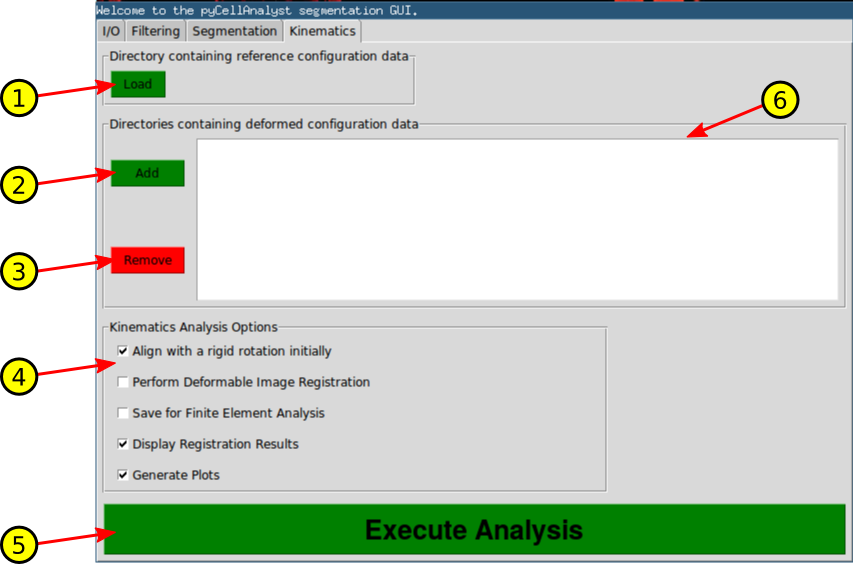 Welcome to the pyCellAnalyst segmentation GUI.
I/O Filtering Segmentation Kinematics
Directory containing reference configuration data
1 Load
6
Directories containing deformed configuration data
2 Add
3 Remove
Kinematics Analysis Options
Align with a rigid rotation initially
4
Perform Deformable Image Registration
Save for Finite Element Analysis
Display Registration Results
Generate Plots
5 Execute Analysis